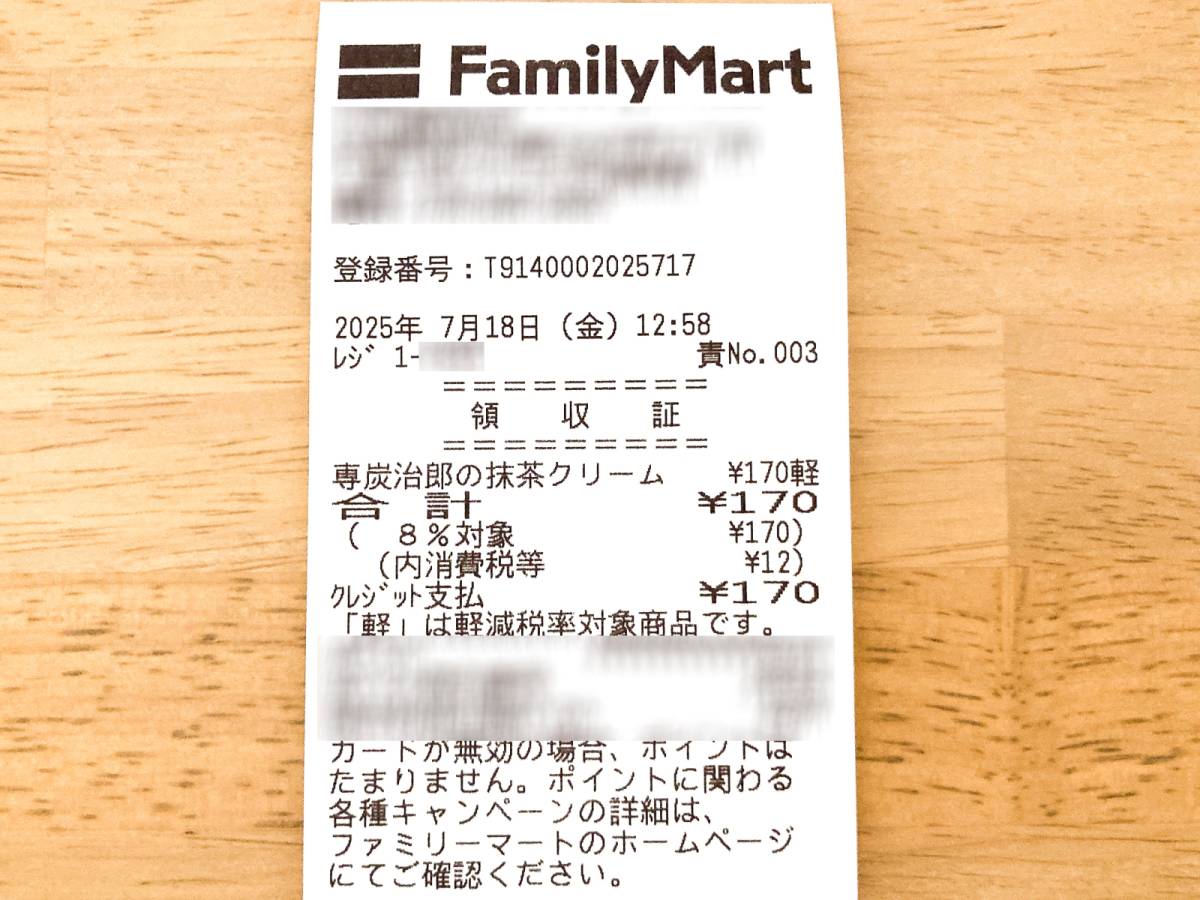 FamilyMart
登録番号:T9140002025717
2025年 7月18日(金)12:58
ﾚｼﾞ 1- 責No.003
=========
領 収 証
=========
専炭治郎の抹茶クリーム ¥170軽
合 計 ¥170
( 8%対象 ¥170)
(内消費税等 ¥12)
ｸﾚｼﾞｯﾄ支払 ¥170
「軽」は軽減税率対象商品です。
カードが無効の場合、ポイントは
たまりません。ポイントに関わる
各種キャンペーンの詳細は、
ファミリーマートのホームページ
にてご確認ください。